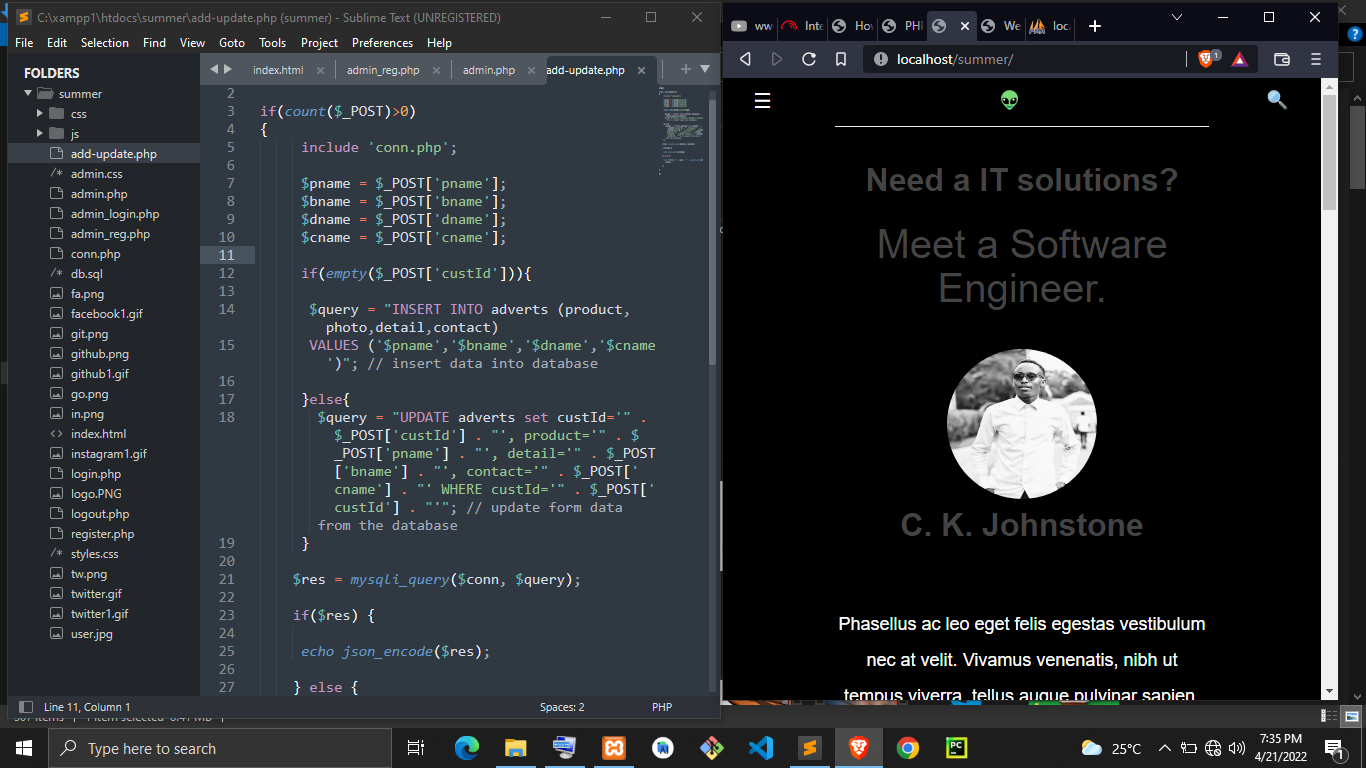 C:\xampp1\htdocs\summer\add-update.php (summer) - Sublime Text (UNREGISTERED)
File Edit Selection Find View Goto Tools Project Preferences Help
FOLDERS
summer
css
js
add-update.php
admin.css
admin.php
admin_login.php
admin_reg.php
conn.php
db.sql
fa.png
facebook1.gif
git.png
github.png
github1.gif
go.png
in.png
index.html
instagram1.gif
login.php
logo.PNG
logout.php
register.php
styles.css
tw.png
twitter.gif
twitter1.gif
user.jpg
index.html admin_reg.php admin.php add-update.php
2
3 if(count($_POST)>0)
4 {
5 include 'conn.php';
6
7 $pname = $_POST['pname'];
8 $bname = $_POST['bname'];
9 $dname = $_POST['dname'];
10 $cname = $_POST['cname'];
11
12 if(empty($_POST['custId'])){
13
14 $query = "INSERT INTO adverts (product,
photo,detail,contact)
15 VALUES ('$pname','$bname','$dname','$cname
')"; // insert data into database
16
17 }else{
18 $query = "UPDATE adverts set custId='" .
$_POST['custId'] . "', product='" . $
_POST['pname'] . "', detail='" . $_POST
['bname'] . "', contact='" . $_POST['
cname'] . "' WHERE custId='" . $_POST['
custId'] . "'"; // update form data
from the database
19 }
20
21 $res = mysqli_query($conn, $query);
22
23 if($res) {
24
25 echo json_encode($res);
26
27 } else {
Line 11, Column 1 Spaces: 2 PHP
ww Inte Hov PHI We loca
localhost/summer/
1
Need a IT solutions?
Meet a Software
Engineer.
C. K. Johnstone
Phasellus ac leo eget felis egestas vestibulum
nec at velit. Vivamus venenatis, nibh ut
tempus viverra, tellus augue pulvinar sapien,
Type here to search
PC
25°C
7:35 PM
4/21/2022
1